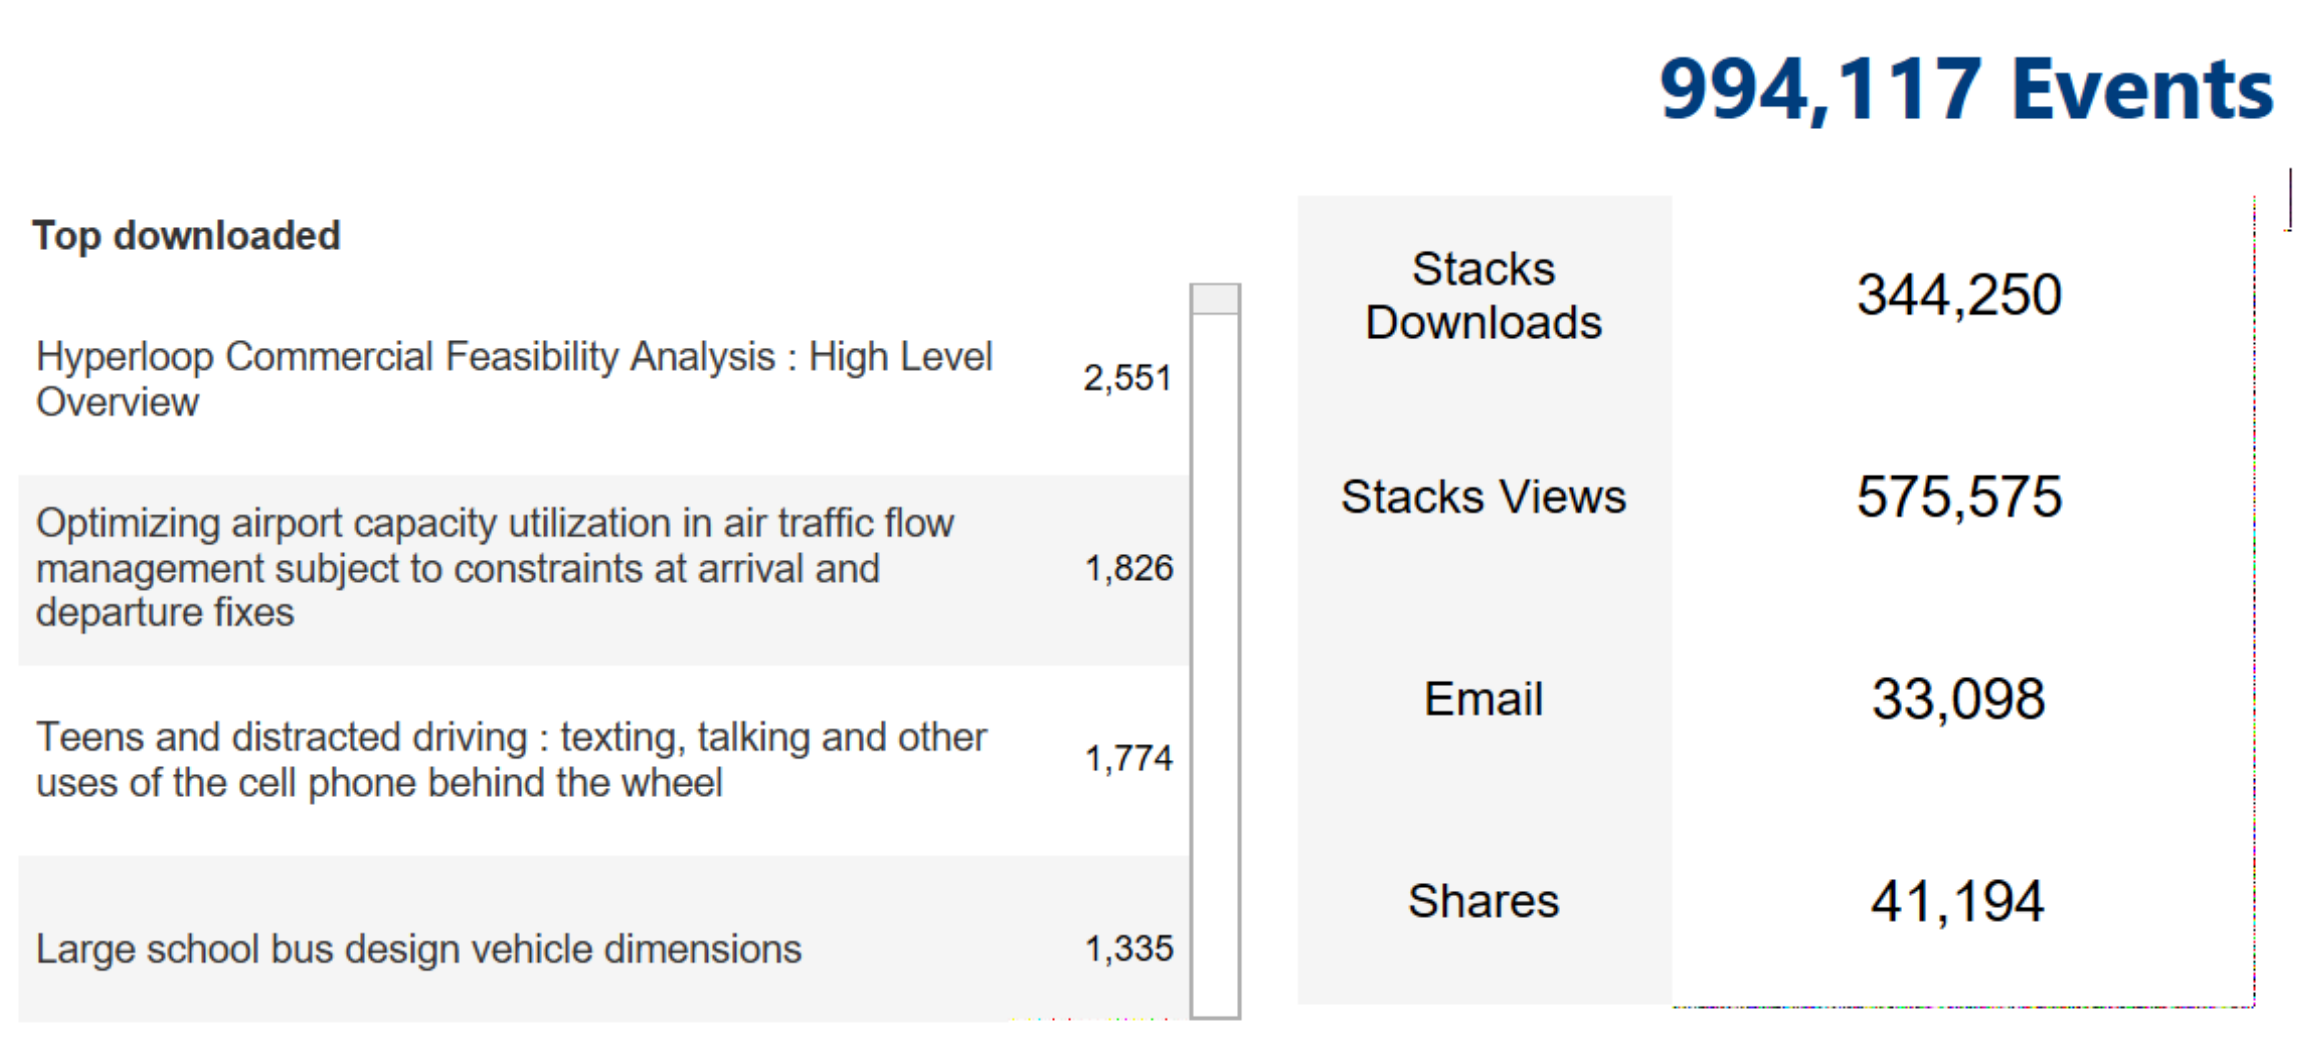 994,117 Events
Top downloaded
Hyperloop Commercial Feasibility Analysis : High Level
Overview
2,551
Optimizing airport capacity utilization in air traffic flow
management subject to constraints at arrival and
departure fixes
1,826
Teens and distracted driving : texting, talking and other
uses of the cell phone behind the wheel
1,774
Large school bus design vehicle dimensions
1,335
Stacks
Downloads
344,250
Stacks Views
575,575
Email
33,098
Shares
41,194